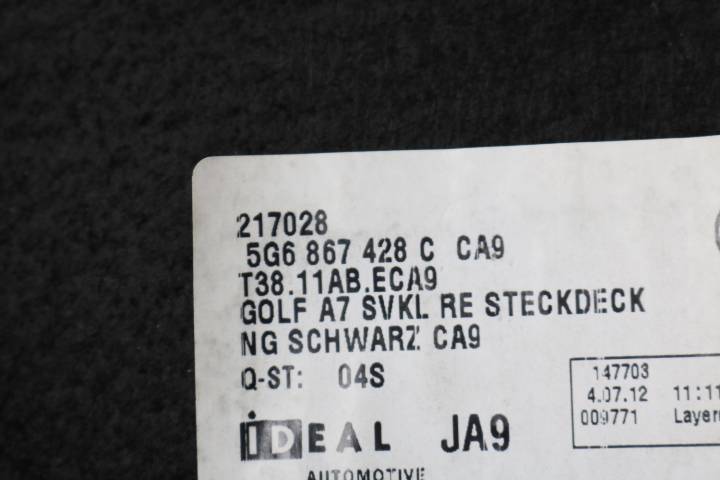 217028
5G6 867 428 C CA9
T38.11AB.ECA9
GOLF A7 SVKL RE STECKDECK
NG SCHWARZ CA9
Q-ST: 04S
147703
4.07.12 11:11
009771
IDEAL JA9
AUTOMOTIVE